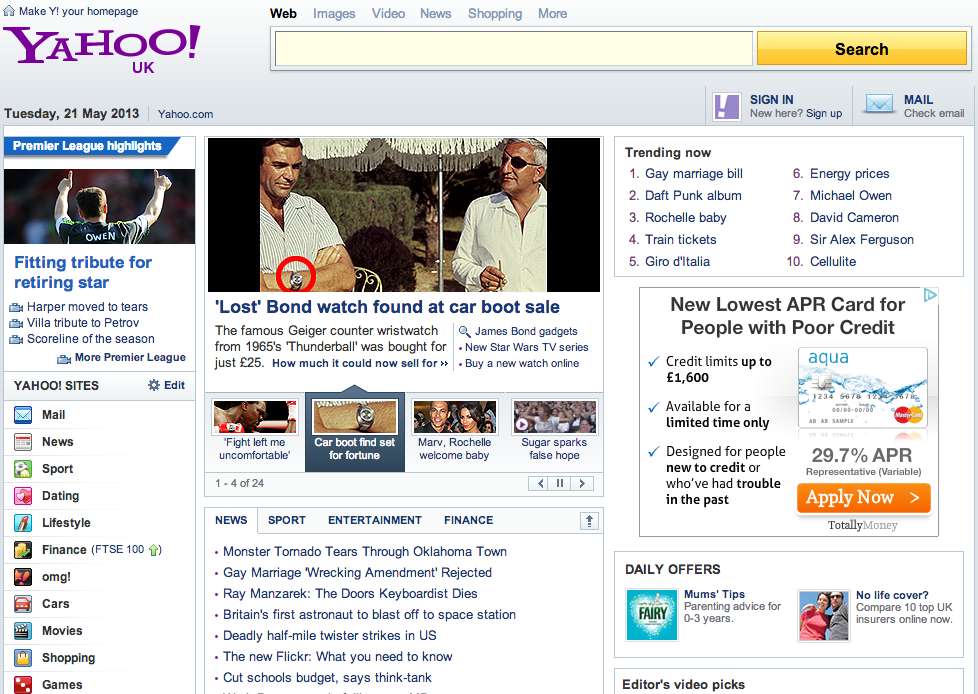 Make Y! your homepage
Web Images Video News Shopping More
YAHOO!
UK
Search
Tuesday, 21 May 2013 Yahoo.com
SIGN IN
New here? Sign up
MAIL
Check email
Premier League highlights
OWEN
Fitting tribute for
retiring star
Harper moved to tears
Villa tribute to Petrov
Scoreline of the season
More Premier League
YAHOO! SITES
Edit
Mail
News
Sport
Dating
Lifestyle
Finance (FTSE 100)
omg!
Cars
Movies
Shopping
Games
'Lost' Bond watch found at car boot sale
The famous Geiger counter wristwatch
from 1965's 'Thunderball' was bought for
just £25. How much it could now sell for ››
James Bond gadgets
• New Star Wars TV series
• Buy a new watch online
'Fight left me
uncomfortable'
Car boot find set
for fortune
Marv, Rochelle
welcome baby
Sugar sparks
false hope
1 - 4 of 24
NEWS SPORT ENTERTAINMENT FINANCE
• Monster Tornado Tears Through Oklahoma Town
• Gay Marriage 'Wrecking Amendment' Rejected
• Ray Manzarek: The Doors Keyboardist Dies
• Britain's first astronaut to blast off to space station
• Deadly half-mile twister strikes in US
• The new Flickr: What you need to know
• Cut schools budget, says think-tank
Trending now
1. Gay marriage bill
2. Daft Punk album
3. Rochelle baby
4. Train tickets
5. Giro d'Italia
6. Energy prices
7. Michael Owen
8. David Cameron
9. Sir Alex Ferguson
10. Cellulite
New Lowest APR Card for
People with Poor Credit
Credit limits up to
£1,600
Available for a
limited time only
Designed for people
new to credit or
who've had trouble
in the past
aqua
1234 5678 1234 5678
00/00-00/00
AB AB SAMPLE
MasterCard
29.7% APR
Representative (Variable)
Apply Now >
TotallyMoney
DAILY OFFERS
FAIRY
Mums' Tips
Parenting advice for
0-3 years.
No life cover?
Compare 10 top UK
insurers online now.
Editor's video picks